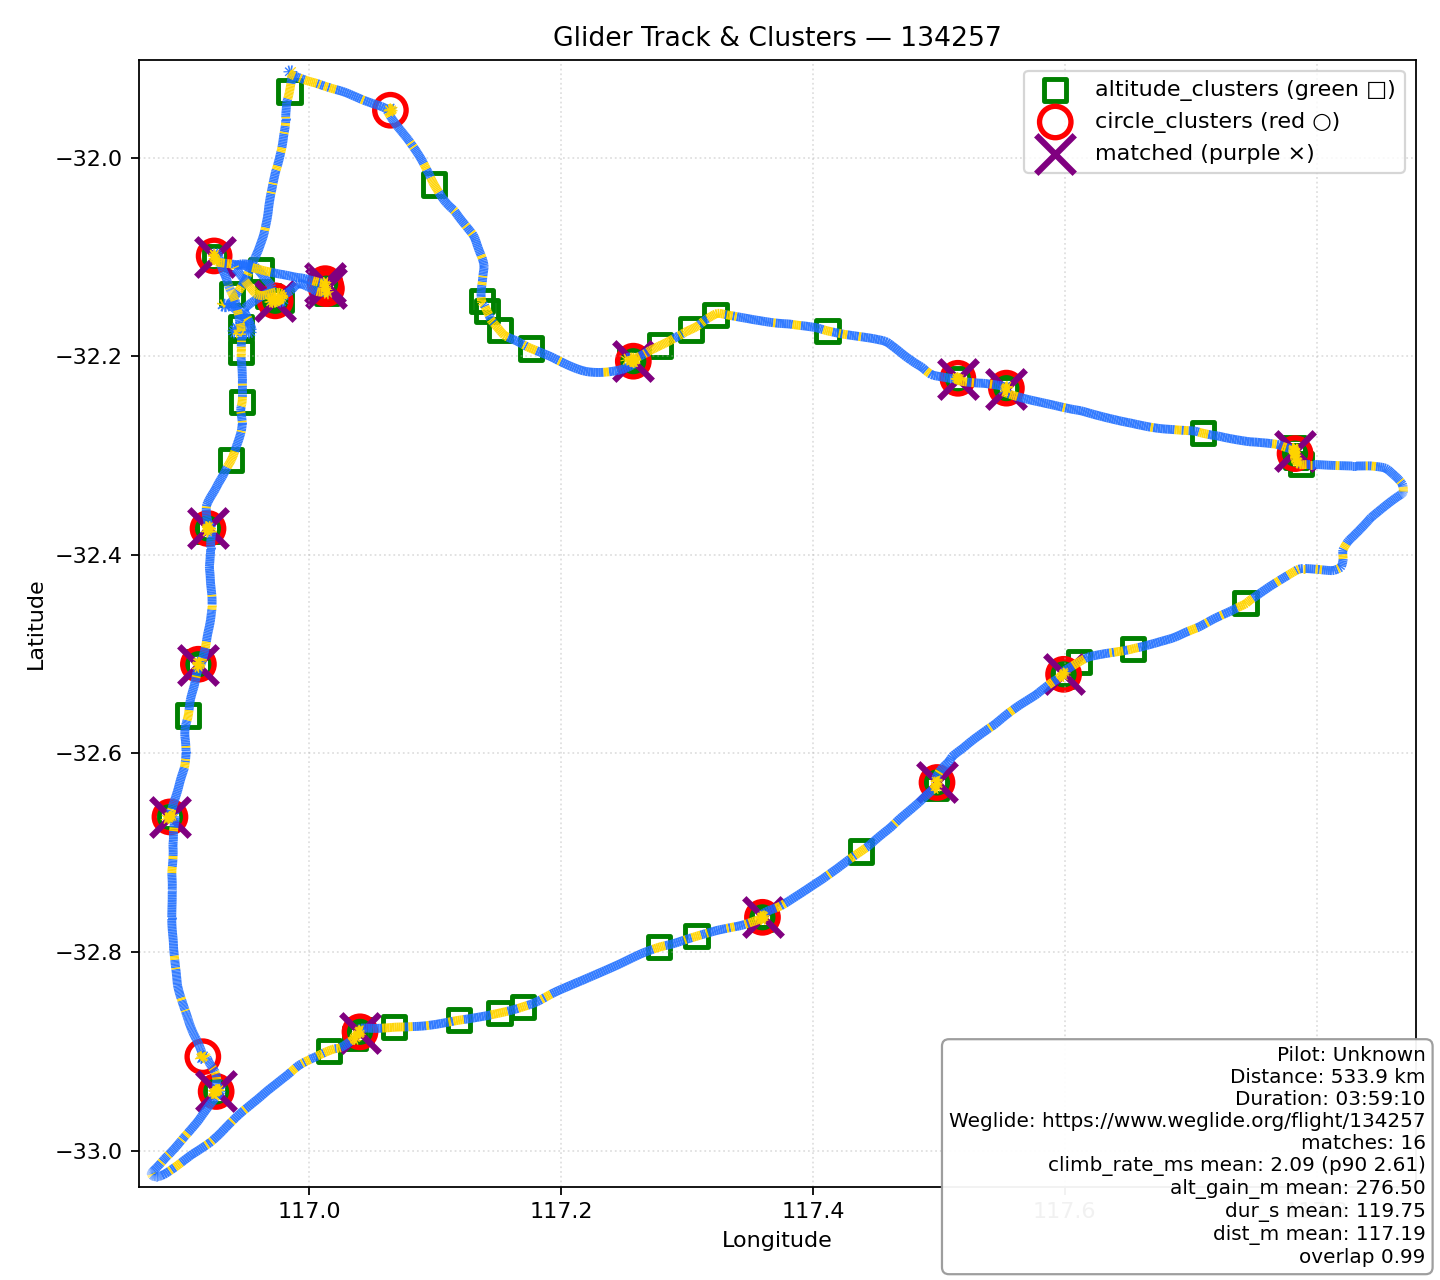 Glider Track & Clusters — 134257
altitude_clusters (green □)
circle_clusters (red ○)
matched (purple ×)
−32.0
−32.2
−32.4
−32.6
−32.8
−33.0
Latitude
117.0
117.2
117.4
117.6
Longitude
Pilot: Unknown
Distance: 533.9 km
Duration: 03:59:10
Weglide: https://www.weglide.org/flight/134257
matches: 16
climb_rate_ms mean: 2.09 (p90 2.61)
alt_gain_m mean: 276.50
dur_s mean: 119.75
dist_m mean: 117.19
overlap 0.99